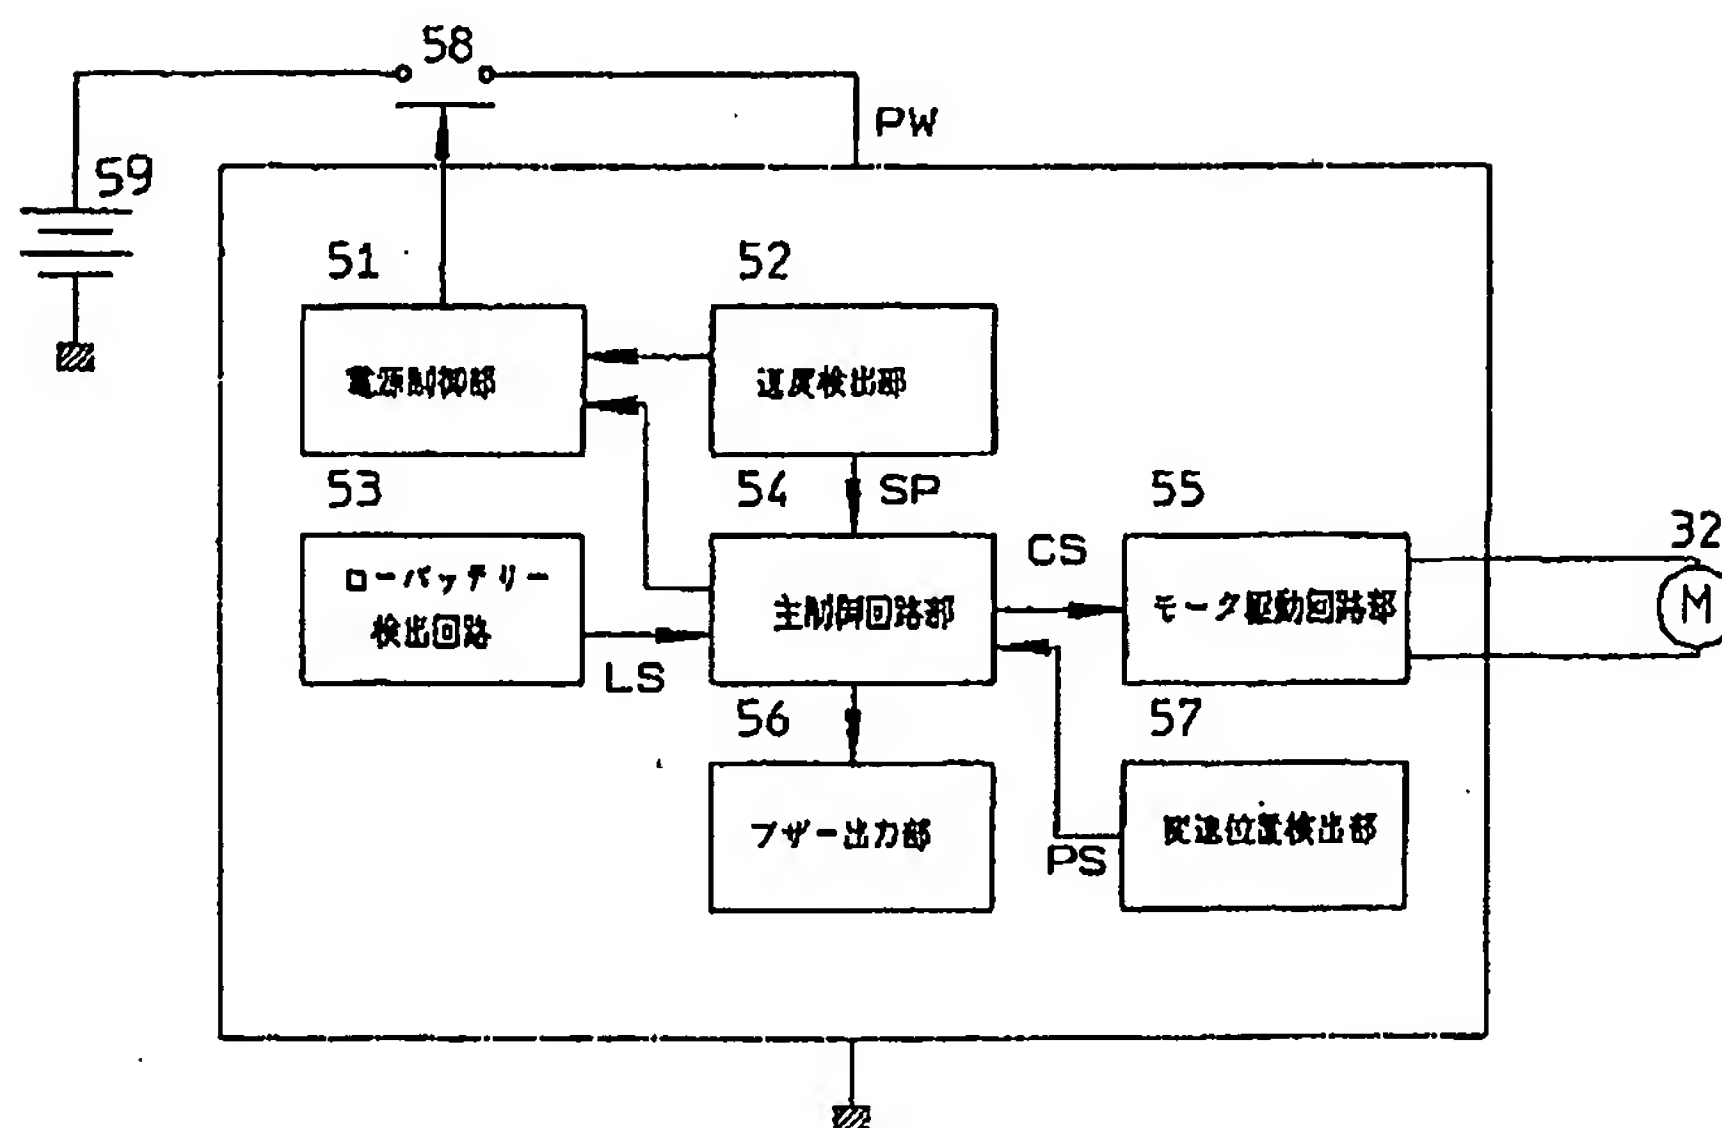 58
PW
59
51
52
電源制御部
速度検出部
53
54
SP
55
ローバッテリー
検出回路
LS
主制御回路部
CS
モータ駆動回路部
32
M
56
57
ブザー出力部
変速位置検出部
PS